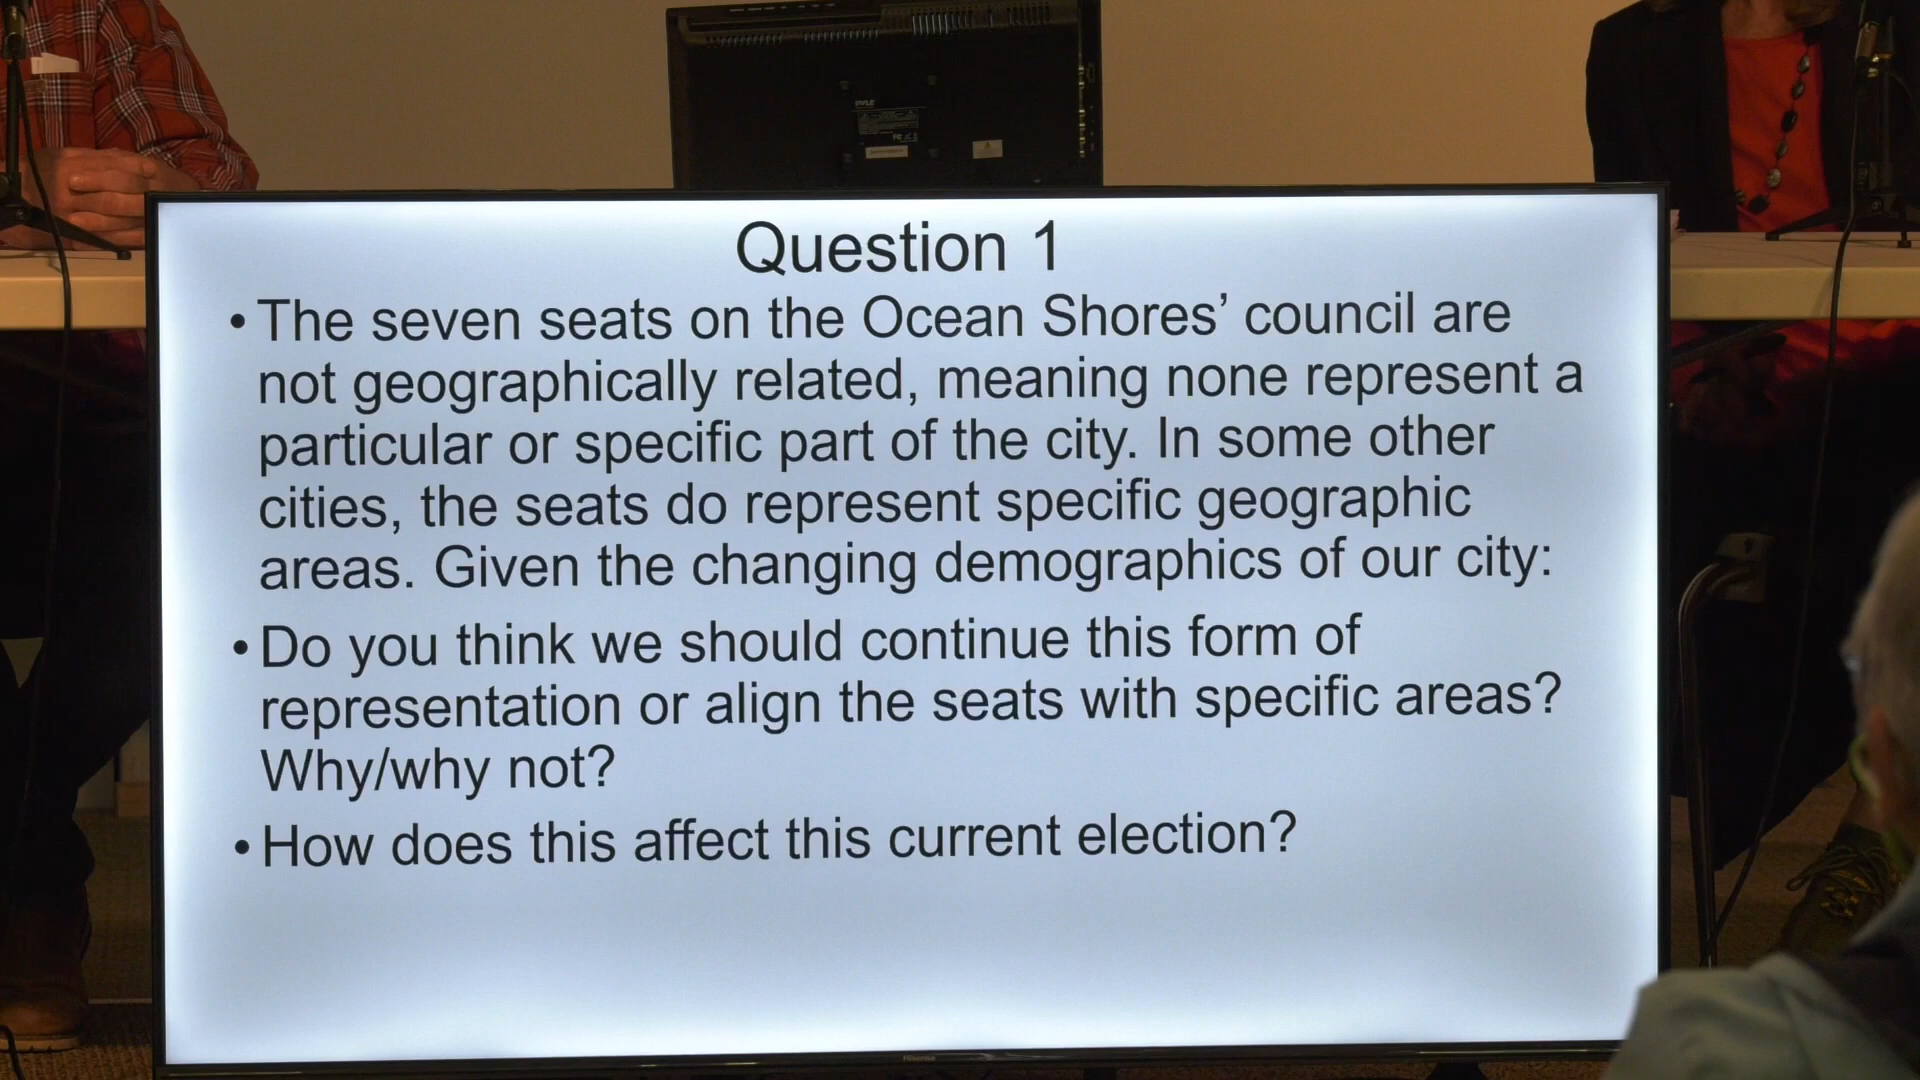 PYLE
Question 1
• The seven seats on the Ocean Shores’ council are
not geographically related, meaning none represent a
particular or specific part of the city. In some other
cities, the seats do represent specific geographic
areas. Given the changing demographics of our city:
• Do you think we should continue this form of
representation or align the seats with specific areas?
Why/why not?
• How does this affect this current election?
Hisense